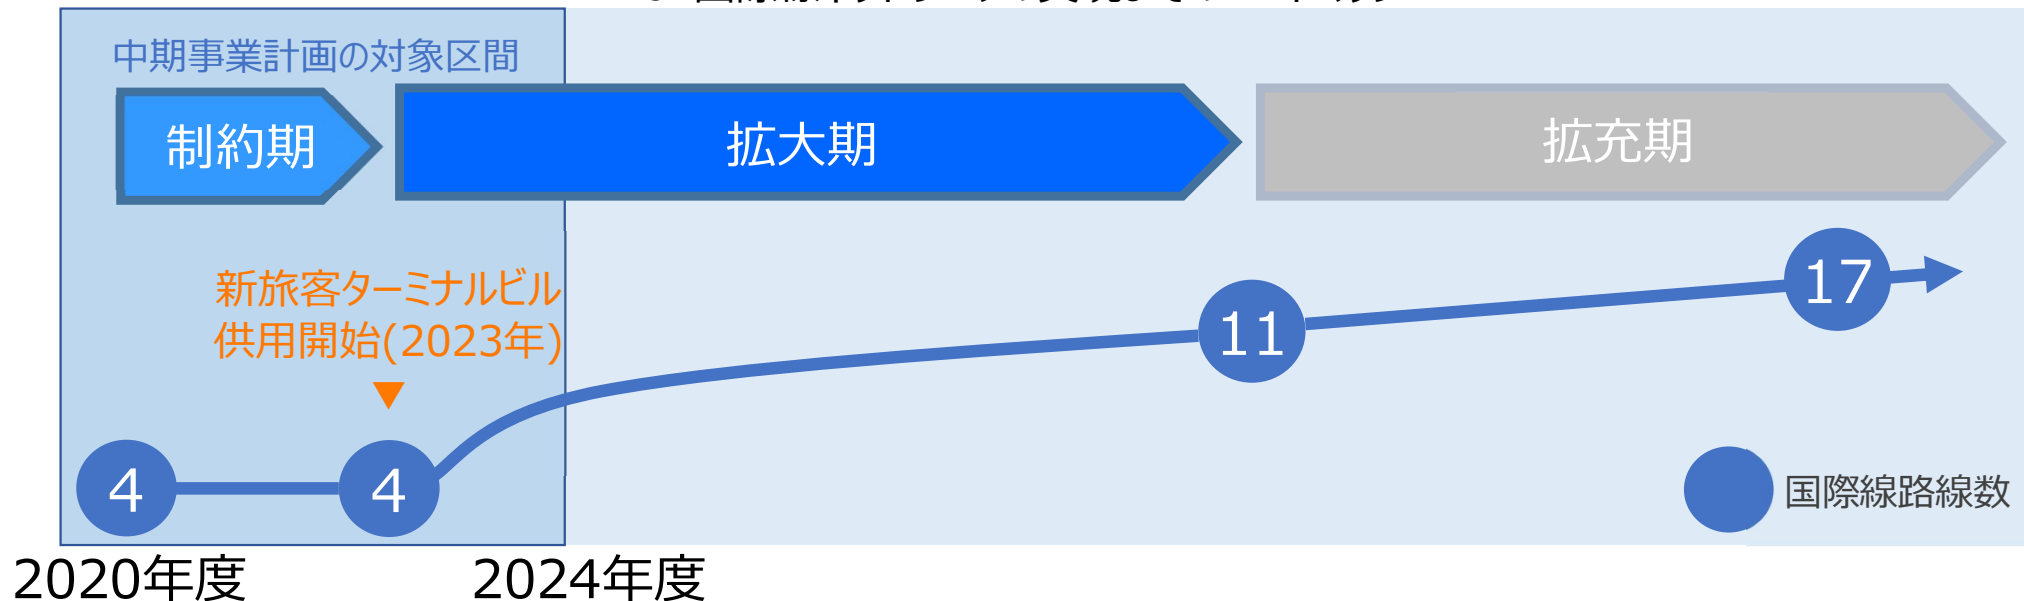 中期事業計画の対象区間
制約期
拡大期
拡充期
新旅客ターミナルビル
供用開始(2023年)
17
11
4
4
国際線路線数
2020年度
2024年度